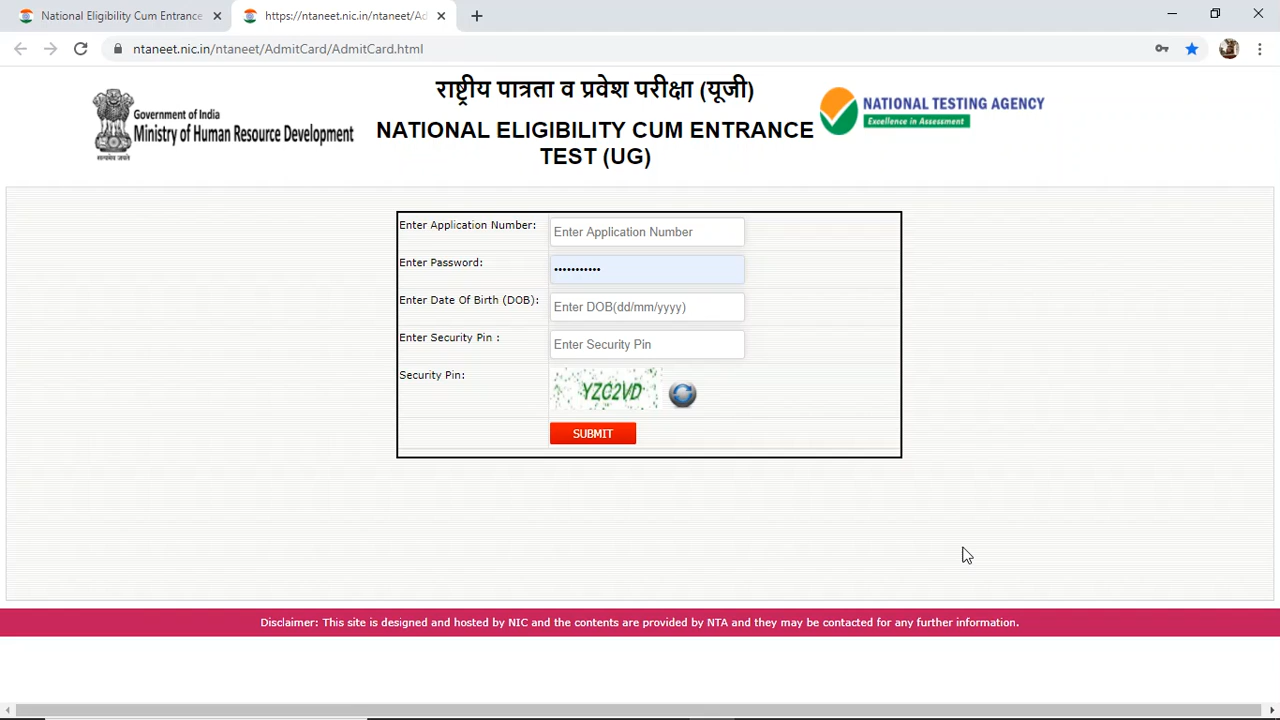 National Eligibility Cum Entrance
https://ntaneet.nic.in/ntaneet/Ad
ntaneet.nic.in/ntaneet/AdmitCard/AdmitCard.html
राष्ट्रीय पात्रता व प्रवेश परीक्षा (यूजी)
NATIONAL ELIGIBILITY CUM ENTRANCE
TEST (UG)
सत्यमेव जयते
Government of India
Ministry of Human Resource Development
NATIONAL TESTING AGENCY
Excellence in Assessment
Enter Application Number:
Enter Application Number
Enter Password:
•••••••••••
Enter Date Of Birth (DOB):
Enter DOB(dd/mm/yyyy)
Enter Security Pin :
Enter Security Pin
Security Pin:
YZG2VD
SUBMIT
Disclaimer: This site is designed and hosted by NIC and the contents are provided by NTA and they may be contacted for any further information.